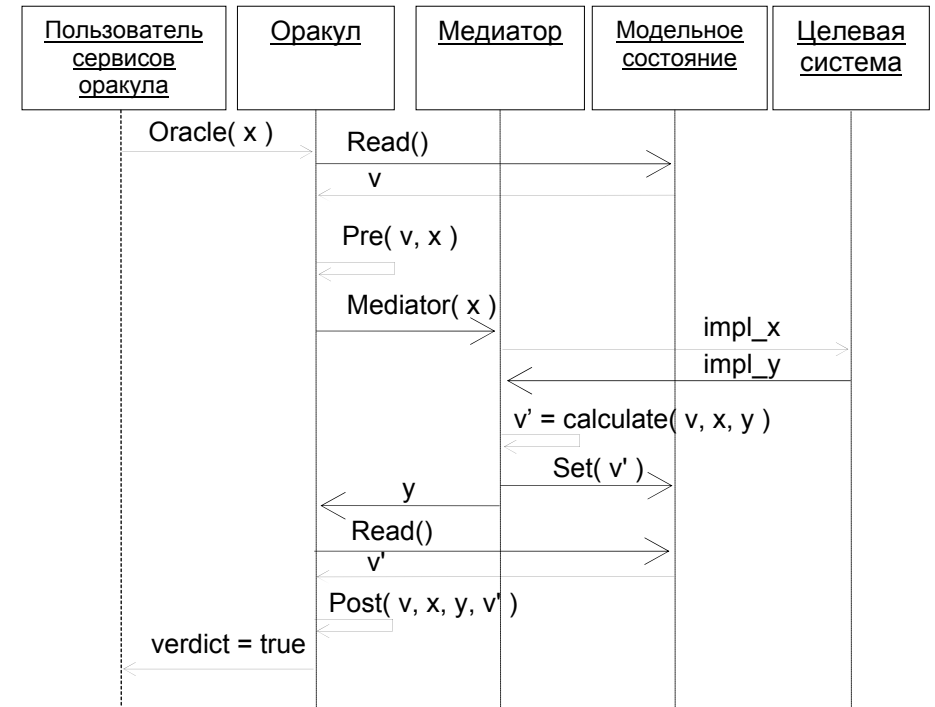 Пользователь
сервисов
оракула
Оракул
Медиатор
Модельное
состояние
Целевая
система
Oracle( x )
Read()
v
Pre( v, x )
Mediator( x )
impl_x
impl_y
v’ = calculate( v, x, y )
Set( v' )
y
Read()
v'
Post( v, x, y, v' )
verdict = true